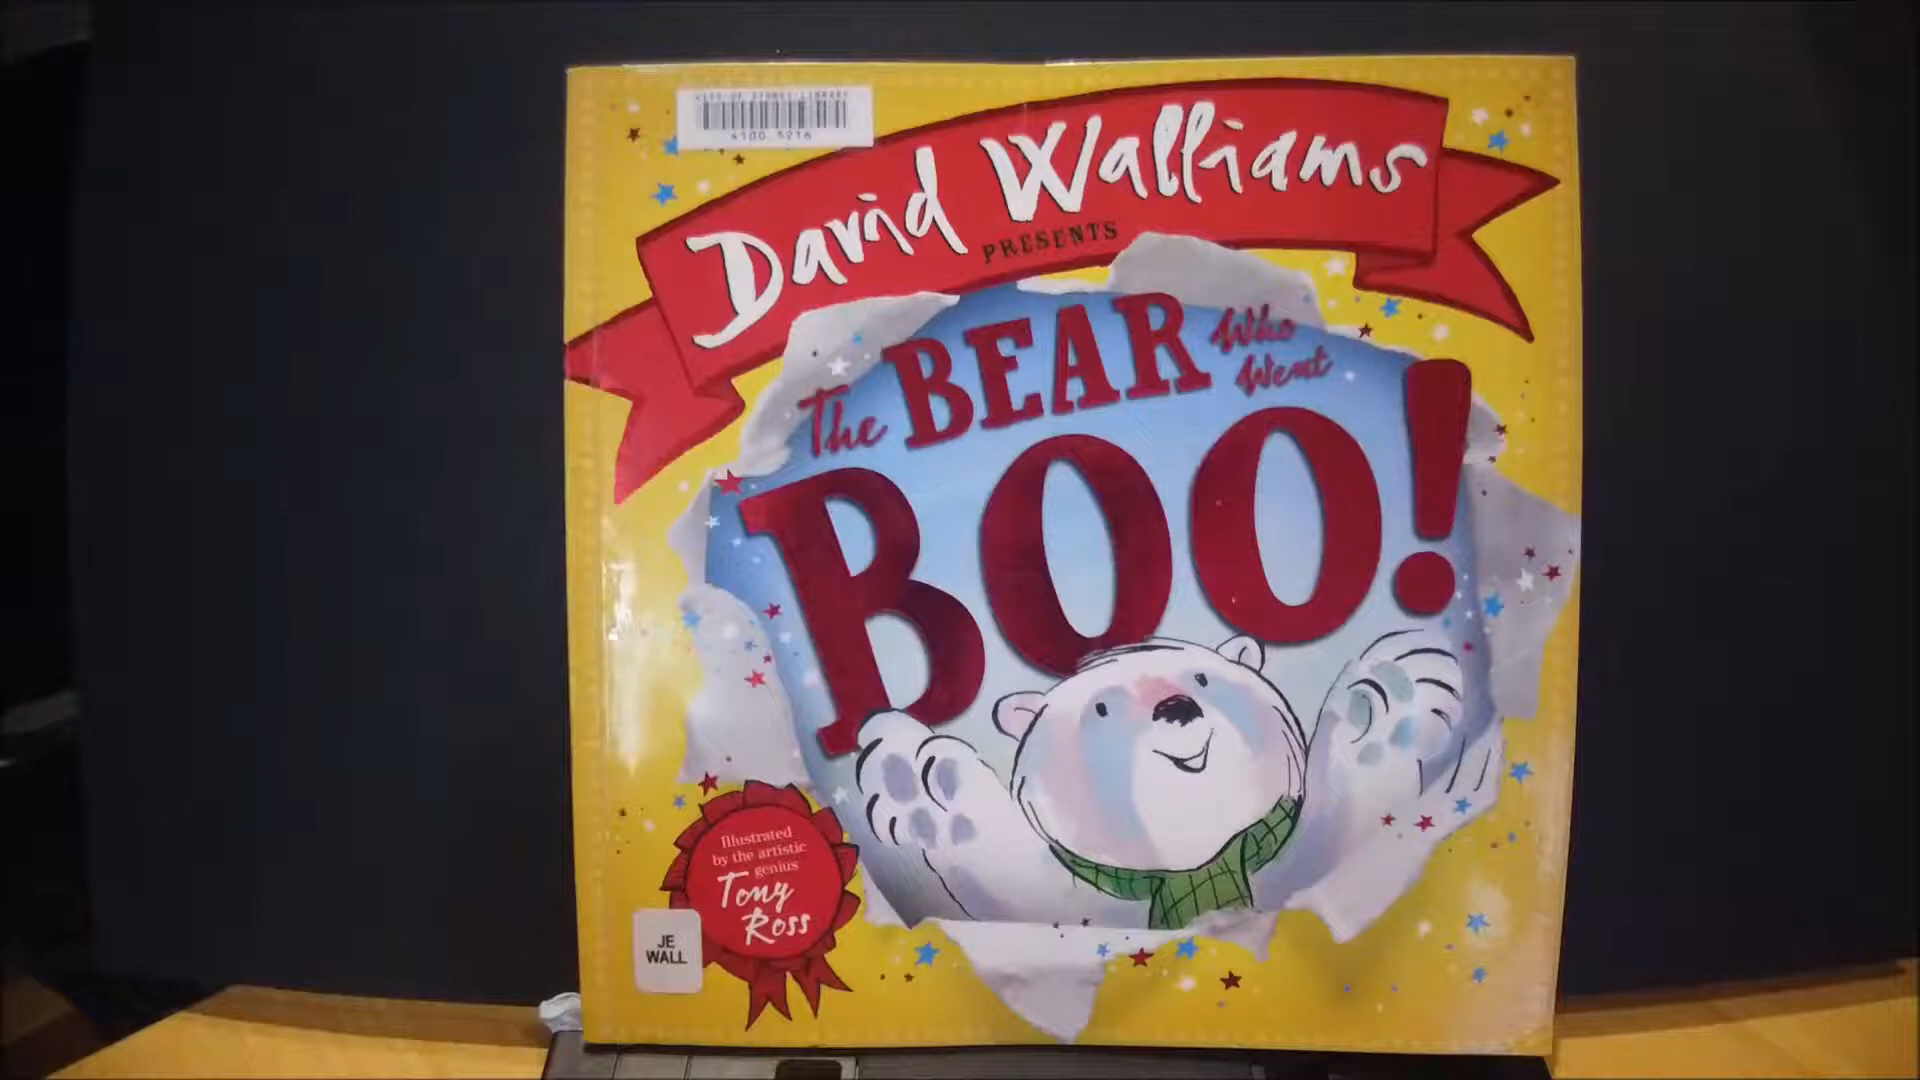 David Walliams
PRESENTS
The BEAR Who
Went
BOO!
Illustrated
by the artistic
genius
Tony
Ross
JE
WALL